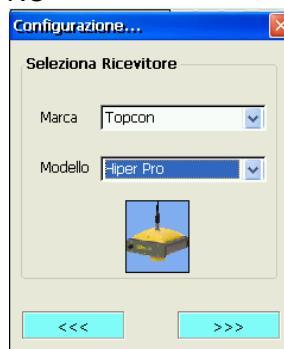 Configurazione...
Seleziona Ricevitore
Marca Topcon
Modello Hiper Pro
<<< >>>